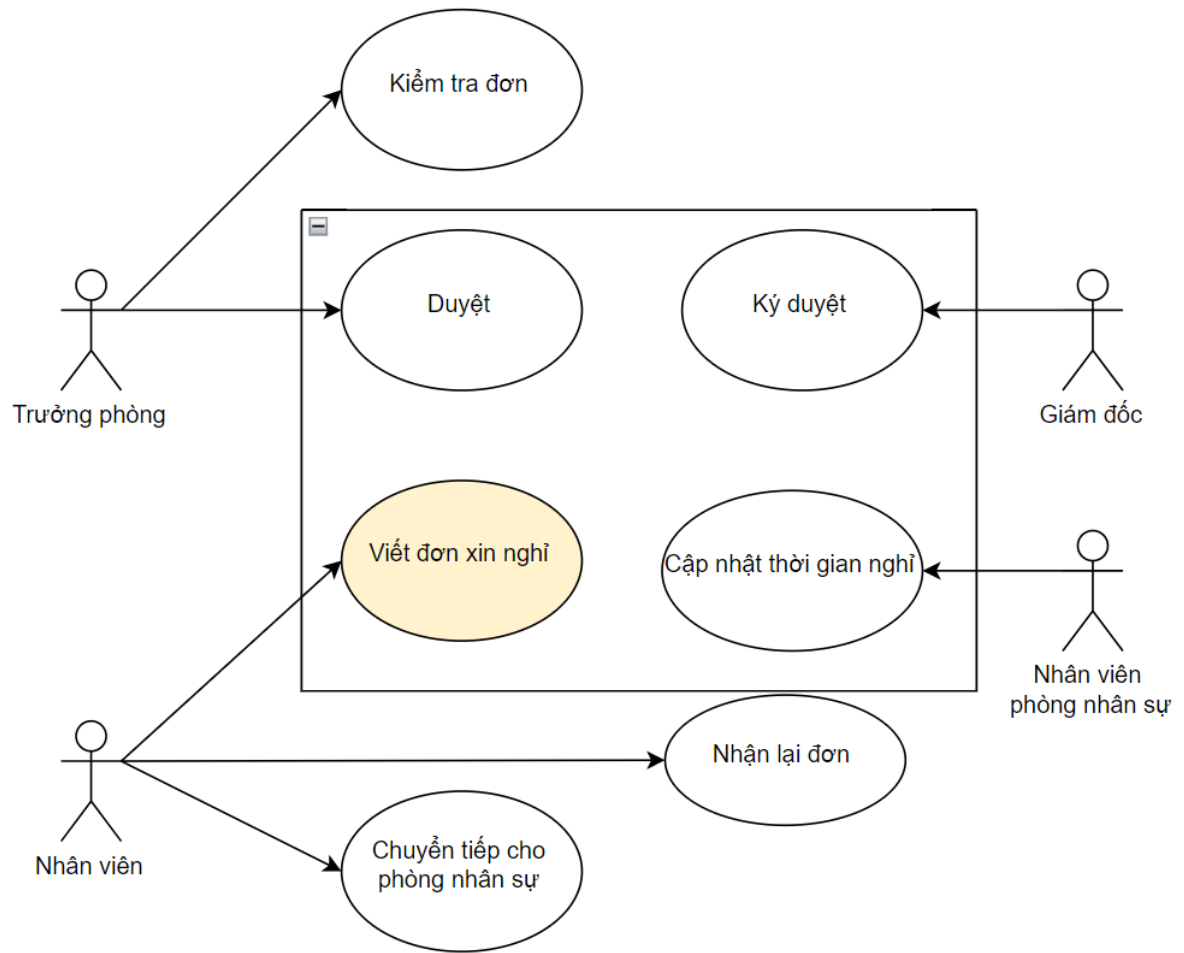 Kiểm tra đơn
Duyệt
Ký duyệt
Trưởng phòng
Giám đốc
Viết đơn xin nghỉ
Cập nhật thời gian nghỉ
Nhân viên
phòng nhân sự
Nhận lại đơn
Nhân viên
Chuyển tiếp cho
phòng nhân sự